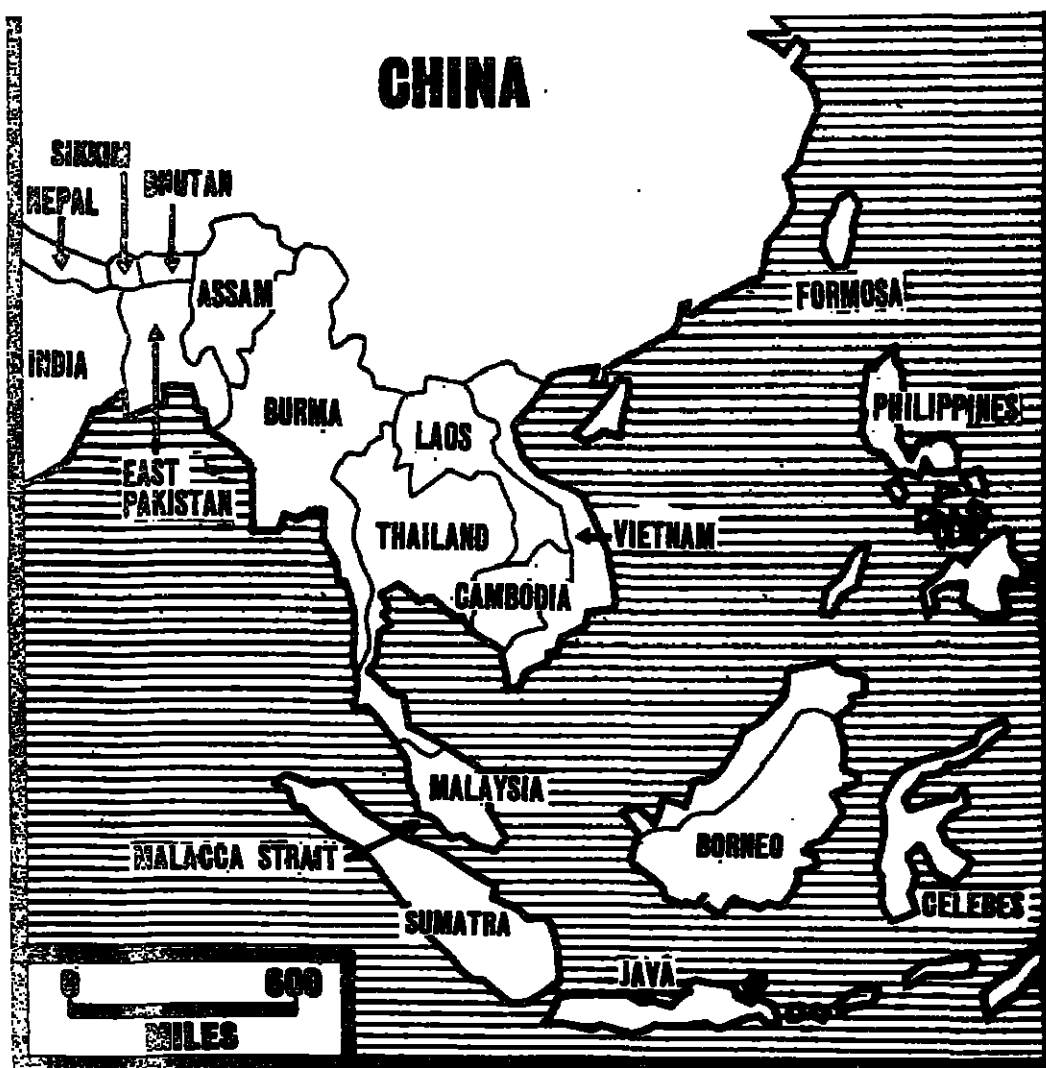 CHINA
SIKKIM
BHUTAN
NEPAL
ASSAM
FORMOSA
INDIA
BURMA
PHILIPPINES
LAOS
EAST
PAKISTAN
THAILAND
VIETNAM
CAMBODIA
MALAYSIA
MALACCA STRAIT
BORNEO
CELEBES
SUMATRA
JAVA
0 600
MILES